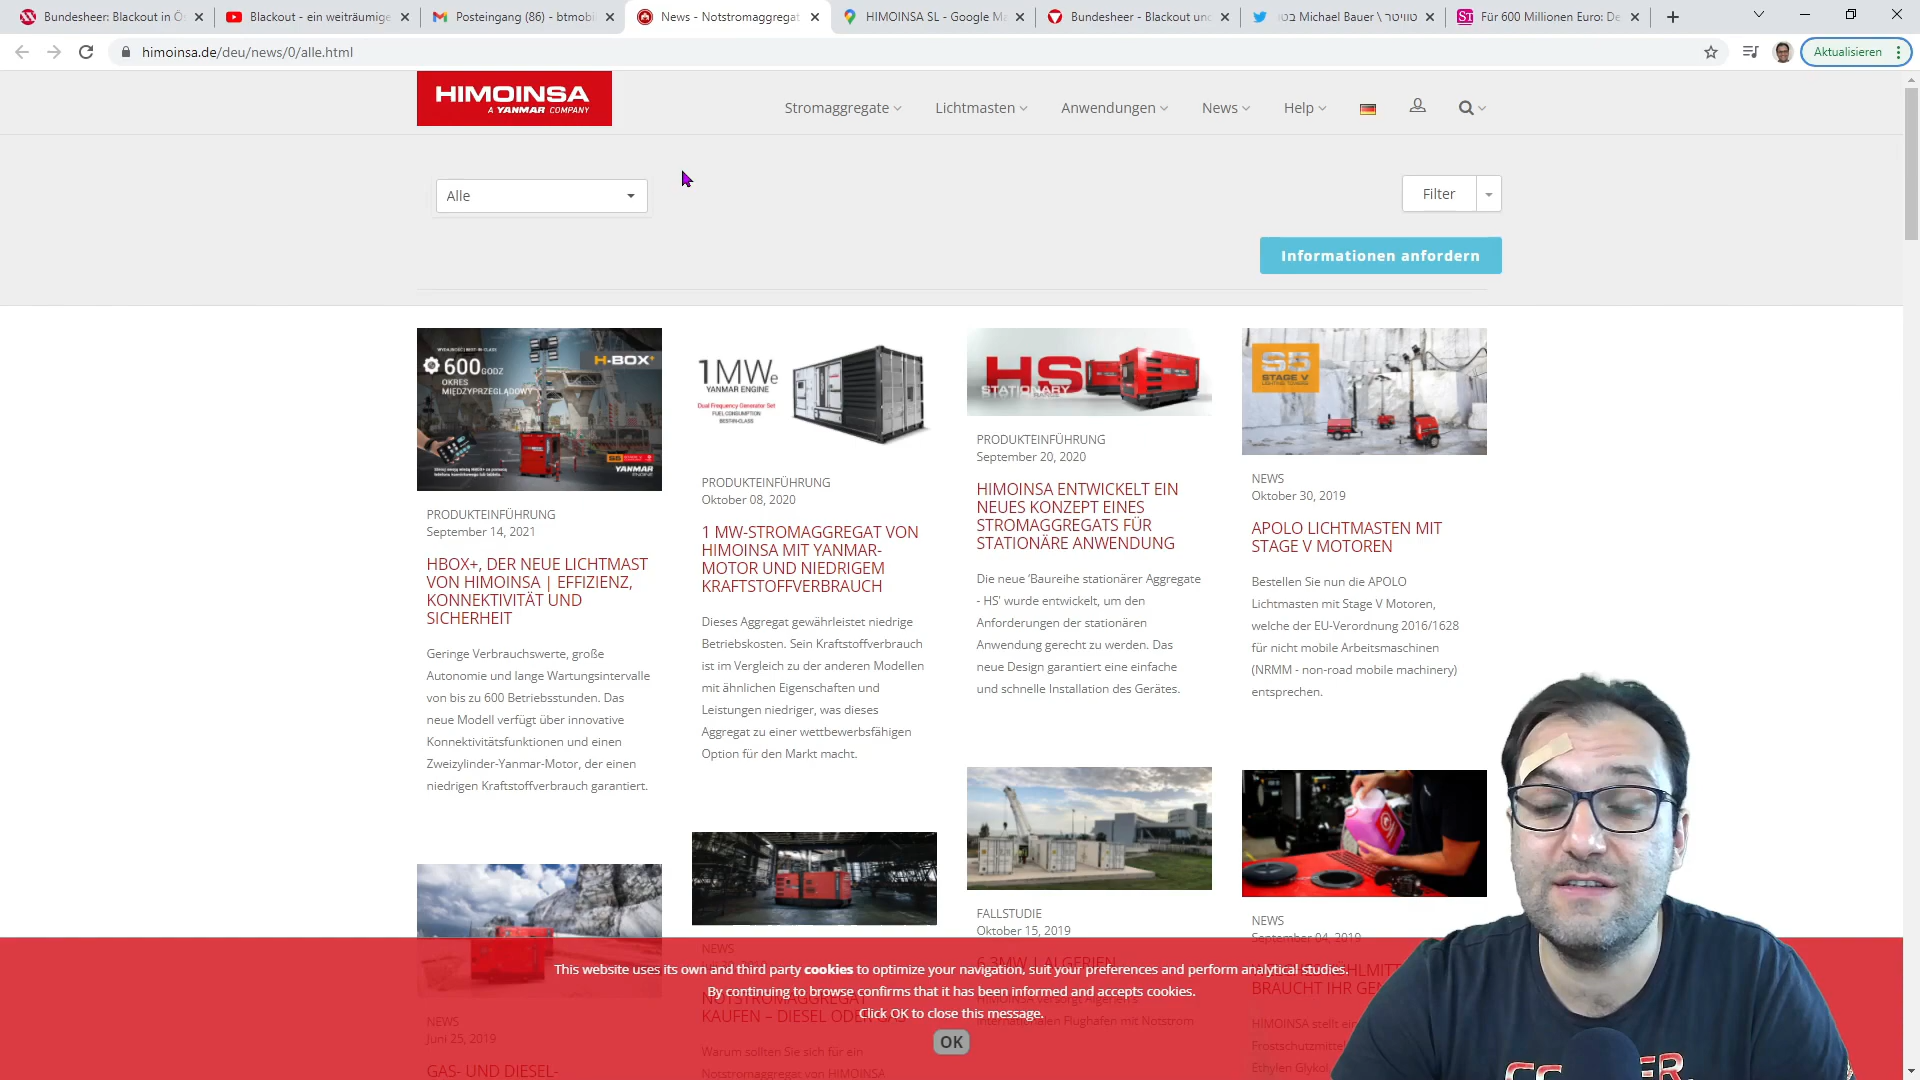 Bundesheer: Blackout in Ö
Blackout - ein weiträumige
Posteingang (86) - btmobil
News - Notstromaggregat
HIMOINSA SL - Google Ma
Bundesheer - Blackout und
טוויטר \ Michael Bauer בטו
Für 600 Millionen Euro: De
himoinsa.de/deu/news/0/alle.html
Aktualisieren
HIMOINSA
A YANMAR COMPANY
Stromaggregate
Lichtmasten
Anwendungen
News
Help
Alle
Filter
Informationen anfordern
600 GODZ
OKRES
MIĘDZYPRZEGLĄDOWY
H-BOX+
YANMAR
PRODUKTEINFÜHRUNG
September 14, 2021
HBOX+, DER NEUE LICHTMAST
VON HIMOINSA | EFFIZIENZ,
KONNEKTIVITÄT UND
SICHERHEIT
Geringe Verbrauchswerte, große
Autonomie und lange Wartungsintervalle
von bis zu 600 Betriebsstunden. Das
neue Modell verfügt über innovative
Konnektivitätsfunktionen und einen
Zweizylinder-Yanmar-Motor, der einen
niedrigen Kraftstoffverbrauch garantiert.
1MWe
YANMAR ENGINE
Dual Frequency Generator Set
FUEL CONSUMPTION
BEST-IN-CLASS
PRODUKTEINFÜHRUNG
Oktober 08, 2020
1 MW-STROMAGGREGAT VON
HIMOINSA MIT YANMAR-
MOTOR UND NIEDRIGEM
KRAFTSTOFFVERBRAUCH
Dieses Aggregat gewährleistet niedrige
Betriebskosten. Sein Kraftstoffverbrauch
ist im Vergleich zu der anderen Modellen
mit ähnlichen Eigenschaften und
Leistungen niedriger, was dieses
Aggregat zu einer wettbewerbsfähigen
Option für den Markt macht.
HS
STATIONARY
PRODUKTEINFÜHRUNG
September 20, 2020
HIMOINSA ENTWICKELT EIN
NEUES KONZEPT EINES
STROMAGGREGATS FÜR
STATIONÄRE ANWENDUNG
Die neue 'Baureihe stationärer Aggregate
- HS' wurde entwickelt, um den
Anforderungen der stationären
Anwendung gerecht zu werden. Das
neue Design garantiert eine einfache
und schnelle Installation des Gerätes.
S5
STAGE V
NEWS
Oktober 30, 2019
APOLO LICHTMASTEN MIT
STAGE V MOTOREN
Bestellen Sie nun die APOLO
Lichtmasten mit Stage V Motoren,
welche der EU-Verordnung 2016/1628
für nicht mobile Arbeitsmaschinen
(NRMM - non-road mobile machinery)
entsprechen.
NEWS
Juni 25, 2019
GAS- UND DIESEL-
NEWS
NOTSTROMAGGREGAT
KAUFEN – DIESEL ODER
Warum sollten Sie sich für ein
Notstromaggregat von HIMOINSA
FALLSTUDIE
Oktober 15, 2019
6,3MW | ALGERIEN
HIMOINSA versorgt Algeriens
internationalen Flughafen mit Notstrom
NEWS
September 04, 2019
BRAUCHT IHR GEN
HIMOINSA stellt ei
Frostschutzmittel
Ethylen Glykol
This website uses its own and third party cookies to optimize your navigation, suit your preferences and perform analytical studies.
By continuing to browse confirms that it has been informed and accepts cookies.
Click OK to close this message.
OK